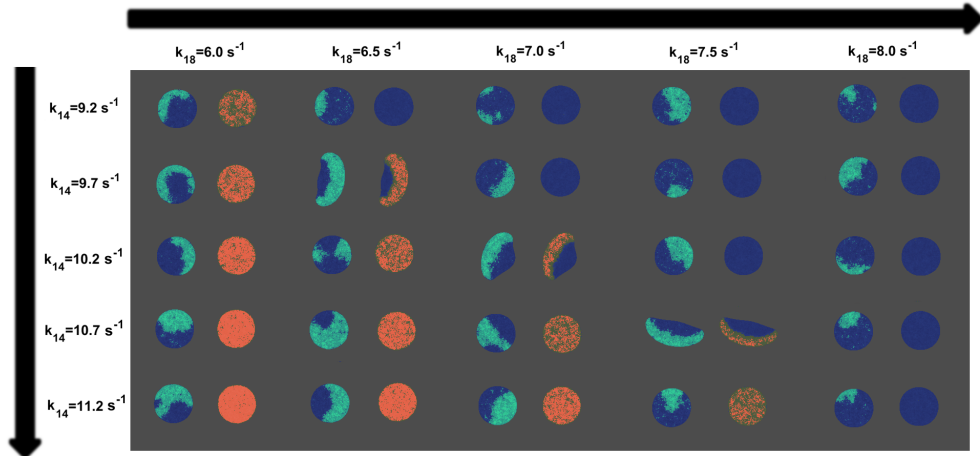 k18=6.0 s-1 k18=6.5 s-1 k18=7.0 s-1 k18=7.5 s-1 k18=8.0 s-1
k14=9.2 s-1
k14=9.7 s-1
k14=10.2 s-1
k14=10.7 s-1
k14=11.2 s-1